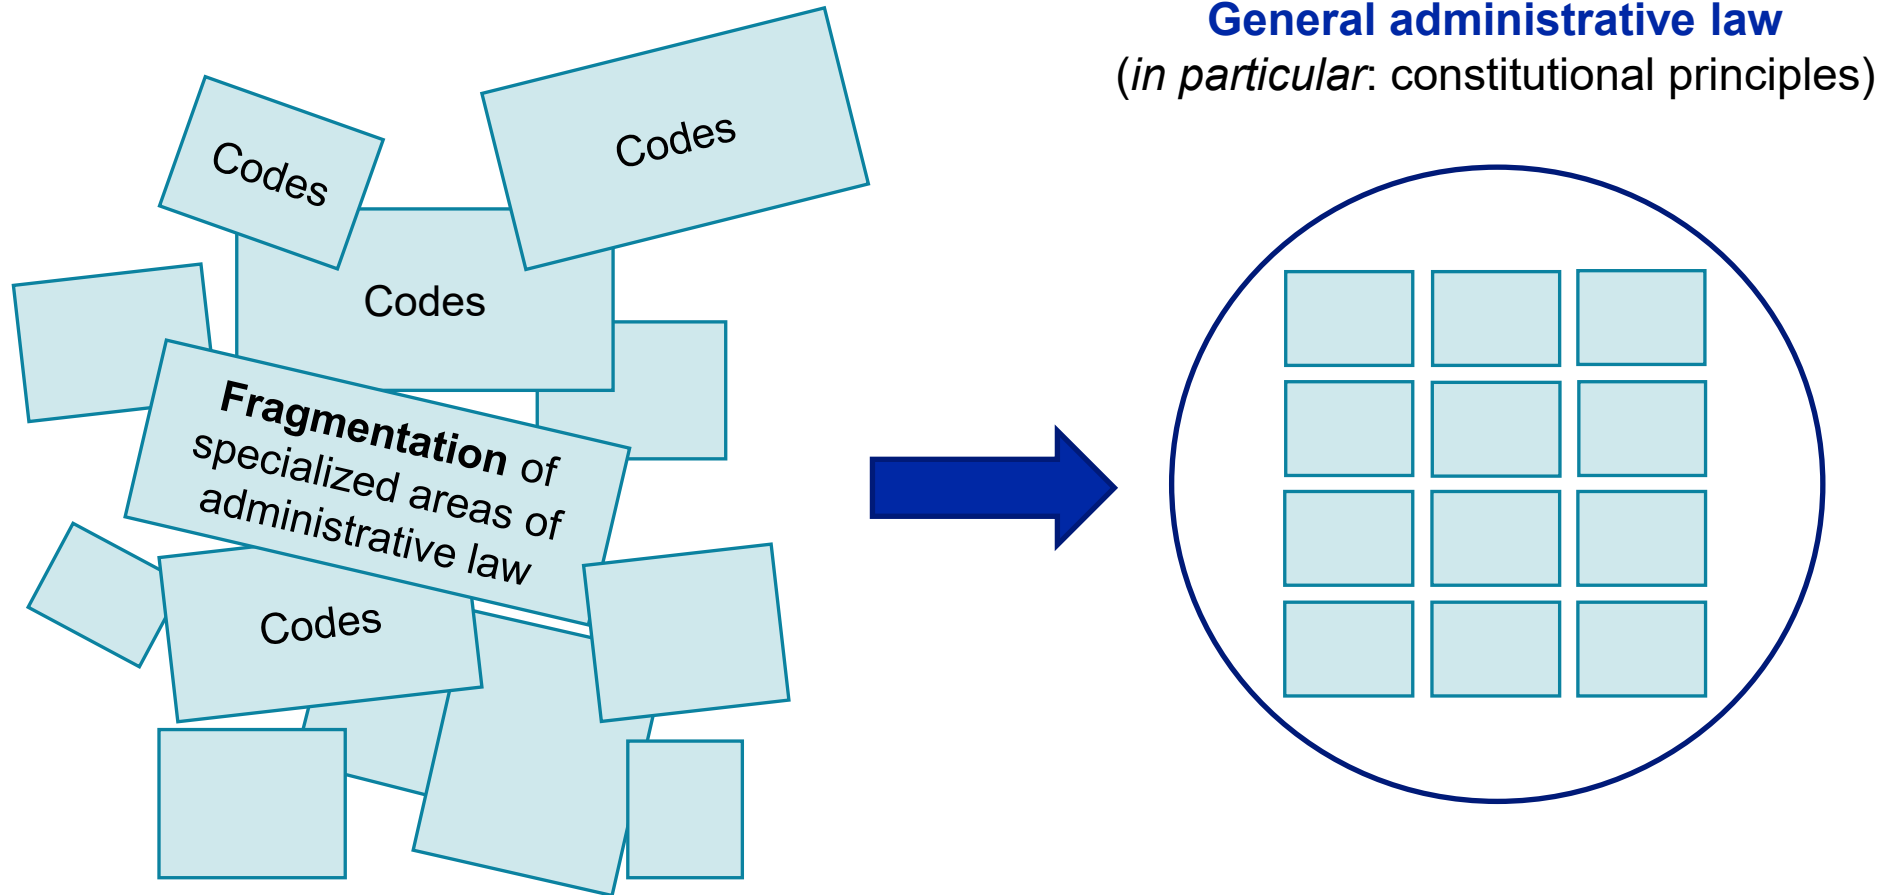 General administrative law
(in particular: constitutional principles)
Codes
Codes
Codes
Fragmentation of
specialized areas of
administrative law
Codes